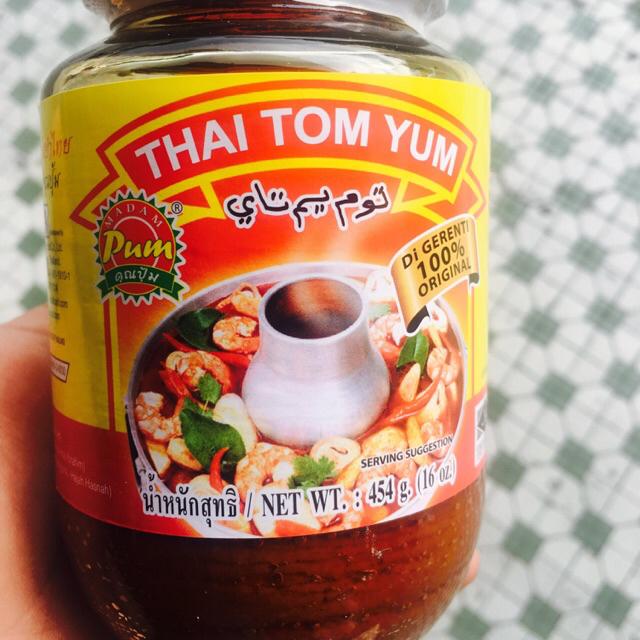 THAI TOM YUM
توم يم تاي
MADAM
Pum
คุณปุ๋ม
®
Di GERENTI
100%
ORIGINAL
SERVING SUGGESTION
น้ำหนักสุทธิ / NET WT. : 454 g. (16 oz.)